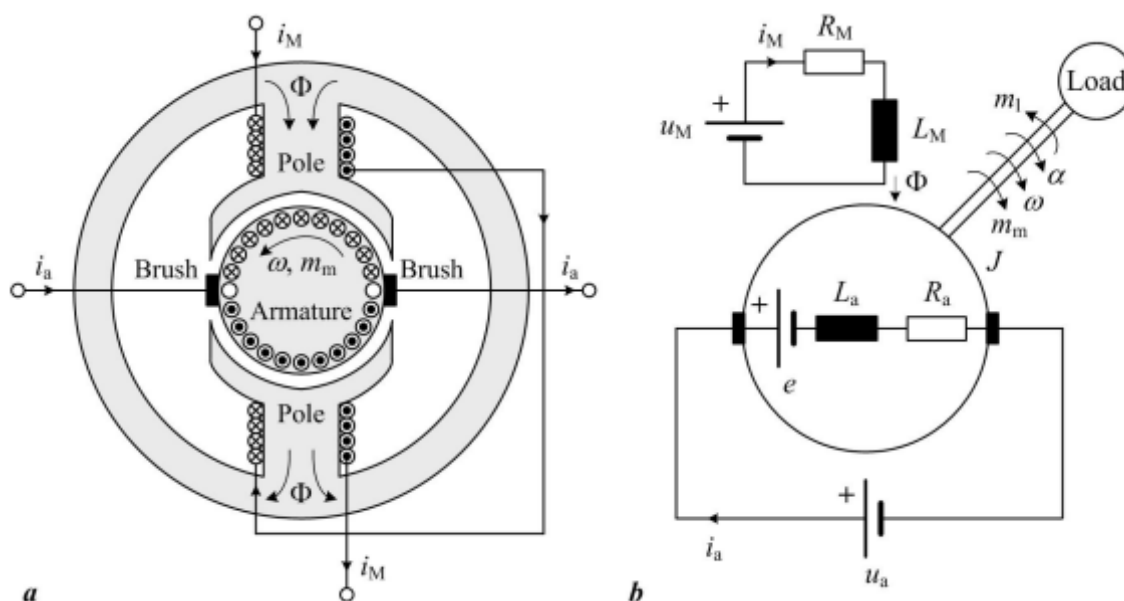 i_M
Φ
Pole
i_a
Brush
ω, m_m
Brush
i_a
Armature
Pole
Φ
i_M
a
i_M
R_M
+
u_M
L_M
Φ
Load
m_l
α
ω
m_m
J
+
L_a
R_a
e
+
i_a
u_a
b